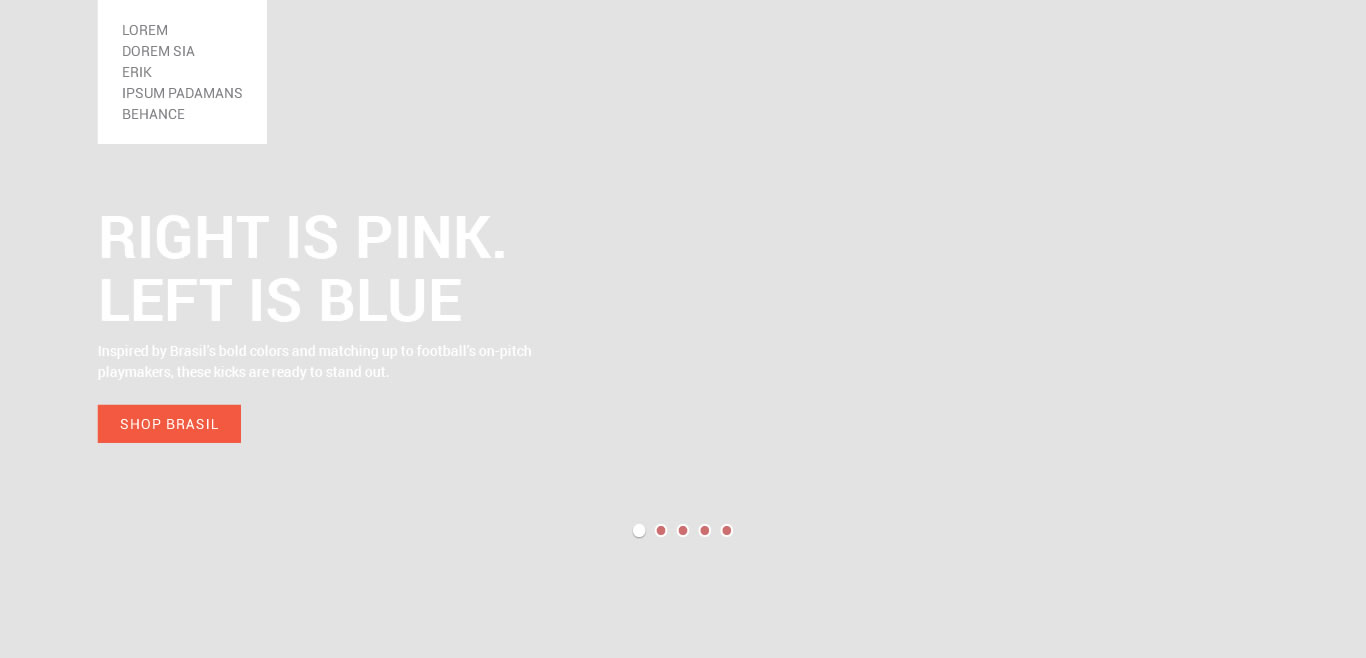 LOREM
DOREM SIA
ERIK
IPSUM PADAMANS
BEHANCE
RIGHT IS PINK.
LEFT IS BLUE
Inspired by Brasil's bold colors and matching up to football's on-pitch
playmakers, these kicks are ready to stand out.
SHOP BRASIL